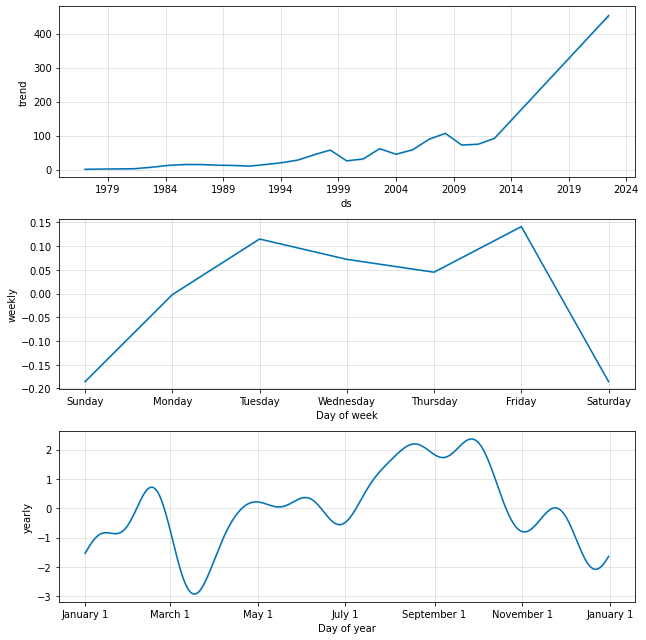 400
300
200
100
0
trend
1979 1984 1989 1994 1999 2004 2009 2014 2019 2024
ds
0.15
0.10
0.05
0.00
−0.05
−0.10
−0.15
−0.20
weekly
Sunday Monday Tuesday Wednesday Thursday Friday Saturday
Day of week
2
1
0
−1
−2
−3
yearly
January 1 March 1 May 1 July 1 September 1 November 1 January 1
Day of year